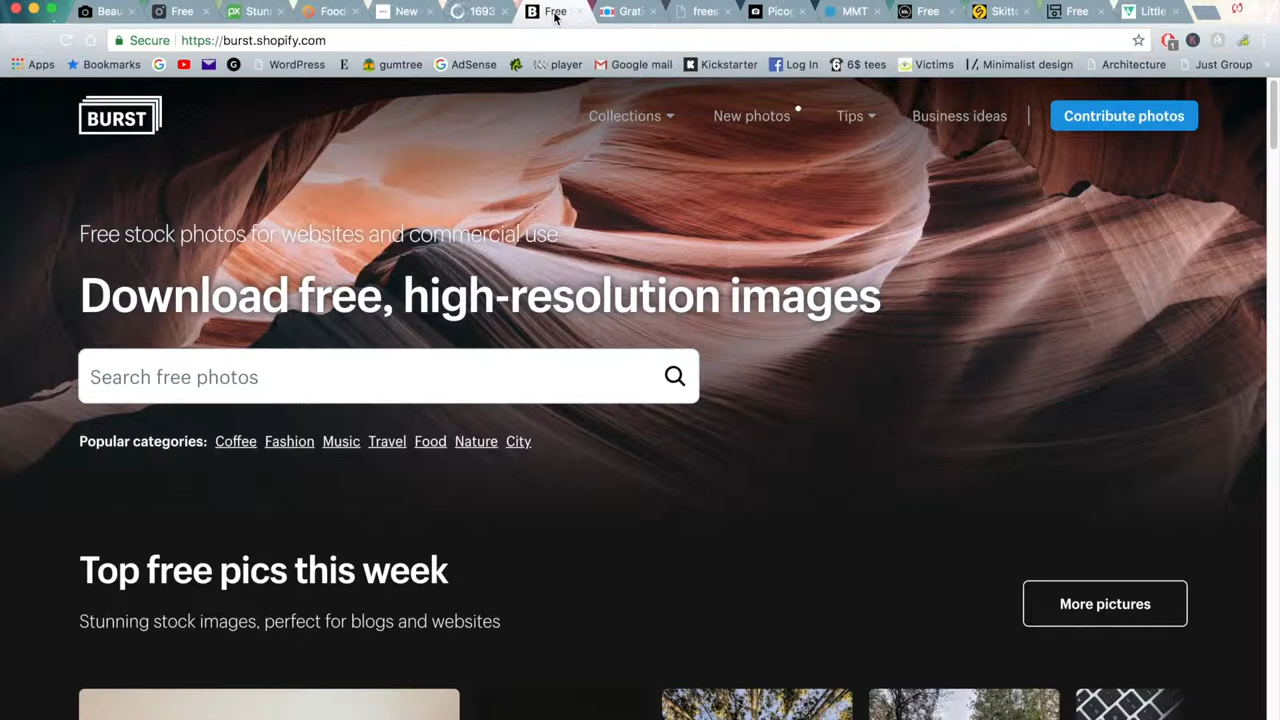 Beau
Free
px
Stun
Food
New
1693
B
Free
Grati
frees
Pico
MMT
Free
Skitt
Free
Little
Secure
https://burst.shopify.com
1
Apps
Bookmarks
WordPress
E
gumtree
AdSense
player
Google mail
Kickstarter
Log In
6$ tees
Victims
Minimalist design
Architecture
Just Group
»
BURST
Collections
New photos
Tips
Business ideas
Contribute photos
Free stock photos for websites and commercial use
Download free, high-resolution images
Search free photos
Popular categories: Coffee Fashion Music Travel Food Nature City
Top free pics this week
Stunning stock images, perfect for blogs and websites
More pictures